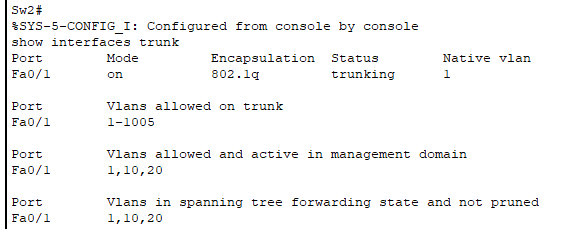 Sw2#
%SYS-5-CONFIG_I: Configured from console by console
show interfaces trunk
Port Mode Encapsulation Status Native vlan
Fa0/1 on 802.1q trunking 1
Port Vlans allowed on trunk
Fa0/1 1-1005
Port Vlans allowed and active in management domain
Fa0/1 1,10,20
Port Vlans in spanning tree forwarding state and not pruned
Fa0/1 1,10,20